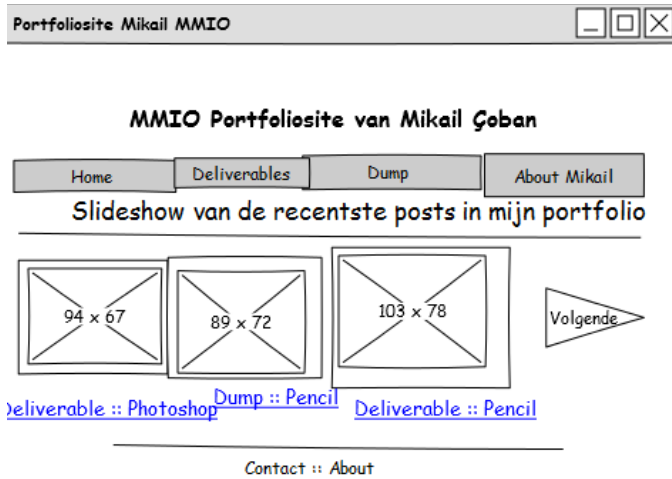 Portfoliosite Mikail MMIO
MMIO Portfoliosite van Mikail Çoban
Home Deliverables Dump About Mikail
Slideshow van de recentste posts in mijn portfolio
94 x 67 89 x 72 103 x 78 Volgende
Deliverable :: Photoshop Dump :: Pencil Deliverable :: Pencil
Contact :: About